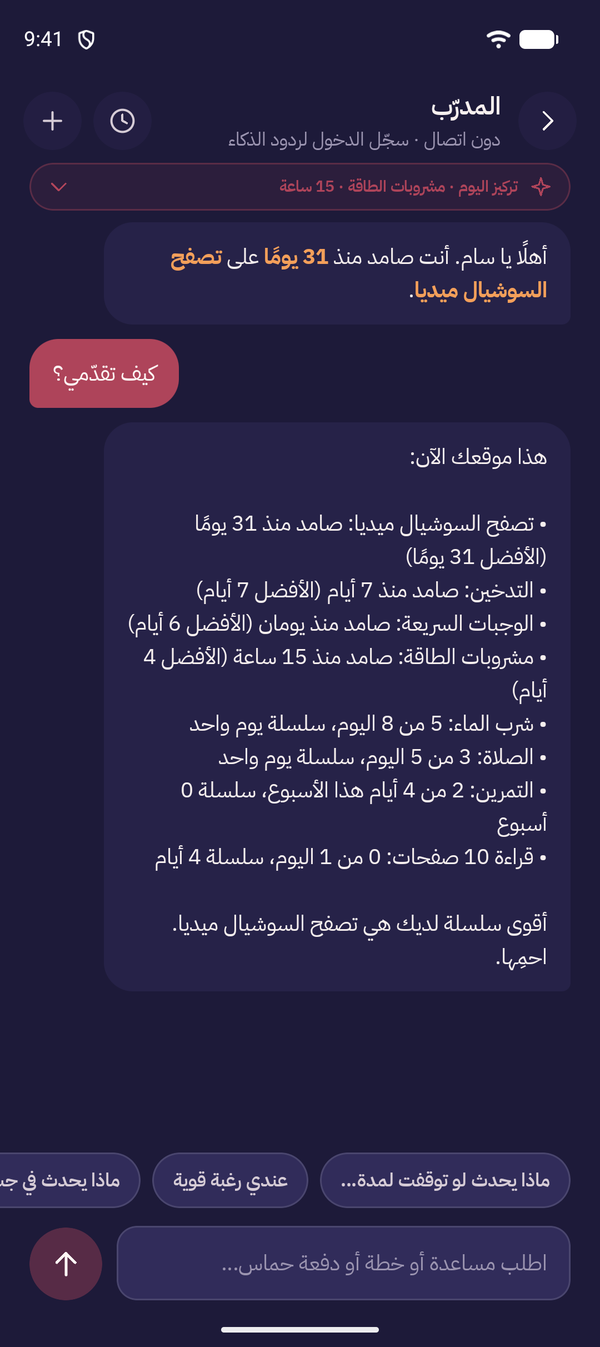 9:41
المدرّب
دون اتصال · سجّل الدخول لردود الذكاء
تركيز اليوم · مشروبات الطاقة · 15 ساعة
أهلًا يا سام. أنت صامد منذ 31 يومًا على تصفح
السوشيال ميديا.
كيف تقدّمي؟
هذا موقعك الآن:
• تصفح السوشيال ميديا: صامد منذ 31 يومًا
(الأفضل 31 يومًا)
• التدخين: صامد منذ 7 أيام (الأفضل 7 أيام)
• الوجبات السريعة: صامد منذ يومان (الأفضل 6 أيام)
• مشروبات الطاقة: صامد منذ 15 ساعة (الأفضل 4
أيام)
• شرب الماء: 5 من 8 اليوم، سلسلة يوم واحد
• الصلاة: 3 من 5 اليوم، سلسلة يوم واحد
• التمرين: 2 من 4 أيام هذا الأسبوع، سلسلة 0
أسبوع
• قراءة 10 صفحات: 0 من 1 اليوم، سلسلة 4 أيام
أقوى سلسلة لديك هي تصفح السوشيال ميديا.
احمِها.
ماذا يحدث لو توقفت لمدة...
عندي رغبة قوية
ماذا يحدث في
اطلب مساعدة أو خطة أو دفعة حماس...